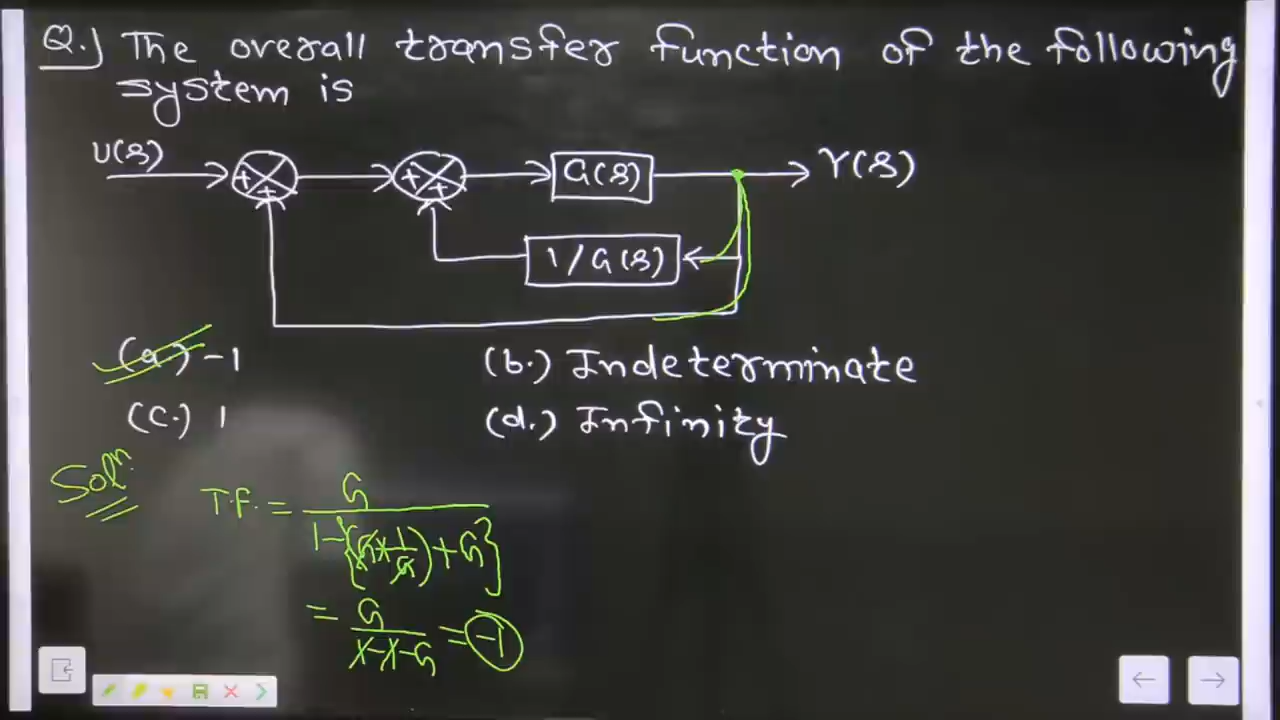 Q.) The overall transfer function of the following
system is
U(s) + + + + G(s) Y(s)
1/G(s)
(a.) -1 (b.) Indeterminate
(c.) 1 (d.) Infinity
Solⁿ.
T.F. = G / 1-{(G×1/G)+G}
= G / 1-1-G = -1